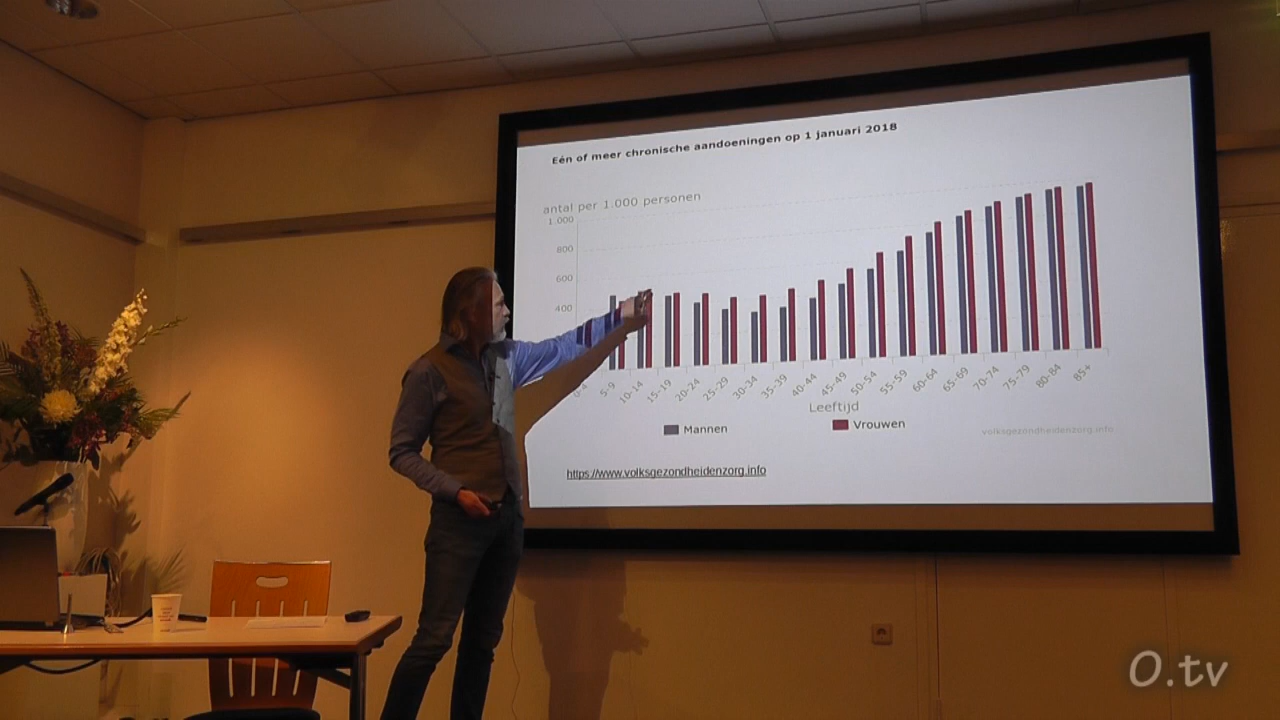 Eén of meer chronische aandoeningen op 1 januari 2018
antal per 1.000 personen
1.000
800
600
400
0-4 5-9 10-14 15-19 20-24 25-29 30-34 35-39 40-44 45-49 50-54 55-59 60-64 65-69 70-74 75-79 80-84 85+
Leeftijd
Mannen Vrouwen
volksgezondheidenzorg.info
https://www.volksgezondheidenzorg.info
O.tv